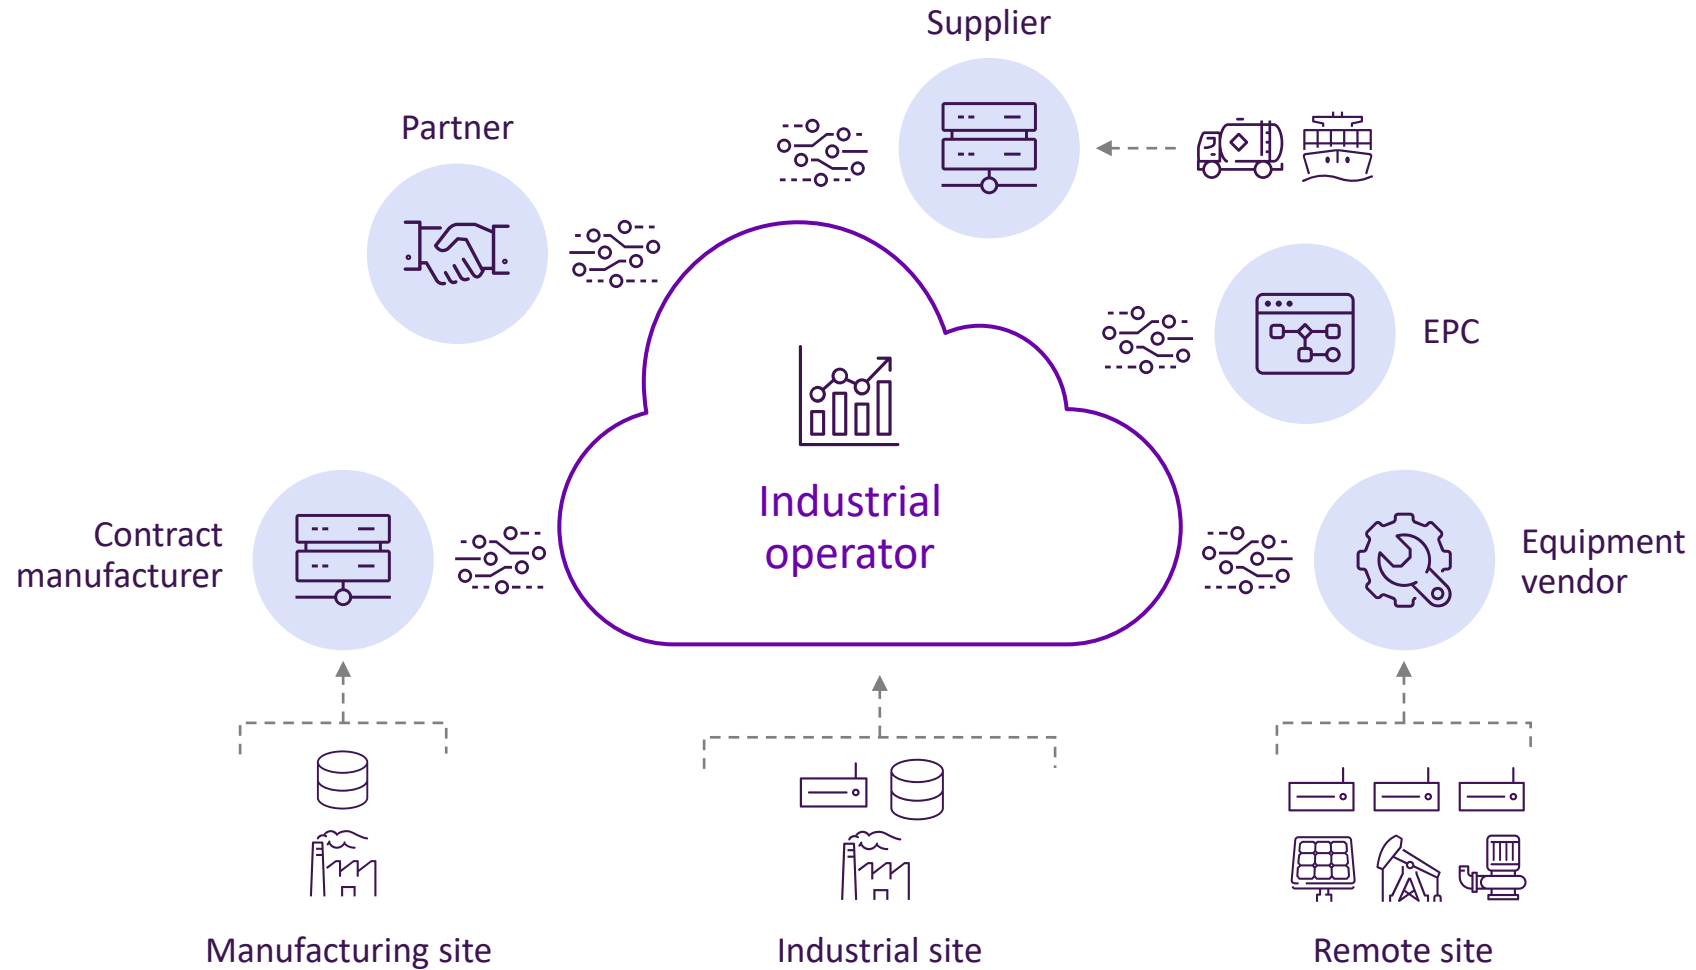 Supplier
Partner
EPC
Industrial
operator
Contract
manufacturer
Equipment
vendor
Manufacturing site
Industrial site
Remote site